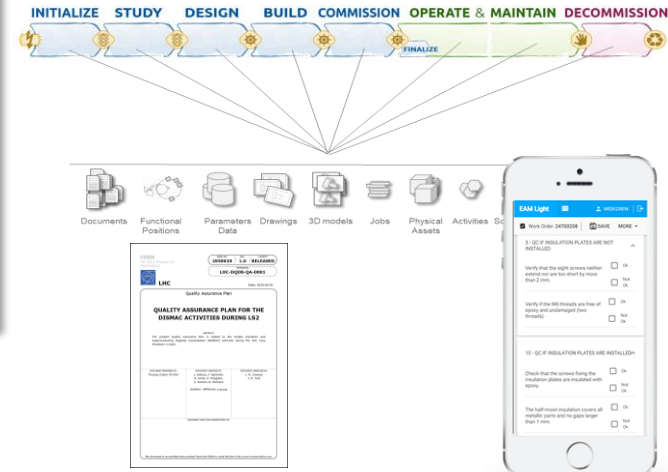 INITIALIZE STUDY DESIGN BUILD COMMISSION OPERATE & MAINTAIN DECOMMISSION
FINALIZE
Documents
Functional
Positions
Parameters
Data
Drawings
3D models
Jobs
Physical
Assets
Activities
LHC
1.0 RELEASED
LHC-DQDB-QA-0001
Quality Assurance Plan
QUALITY ASSURANCE PLAN FOR THE
DISMAC ACTIVITIES DURING LS2
EAM Light
WIDEGREN
Work Order 24703208 SAVE MORE
5 - QC IF INSULATION PLATES ARE NOT
INSTALLED
Verify that the eight screws neither
extend nor are too short by more
than 2 mm.
Ok
Not
Ok
Verify if the M6 threads are free of
epoxy and undamaged (two
threads)
Ok
Not
Ok
10 - QC IF INSULATION PLATES ARE INSTALLED
Check that the screws fixing the
insulation plates are insulated with
epoxy.
Ok
Not
Ok
The half-moon insulation covers all
metallic parts and no gaps larger
than 1 mm.
Ok
Not
Ok